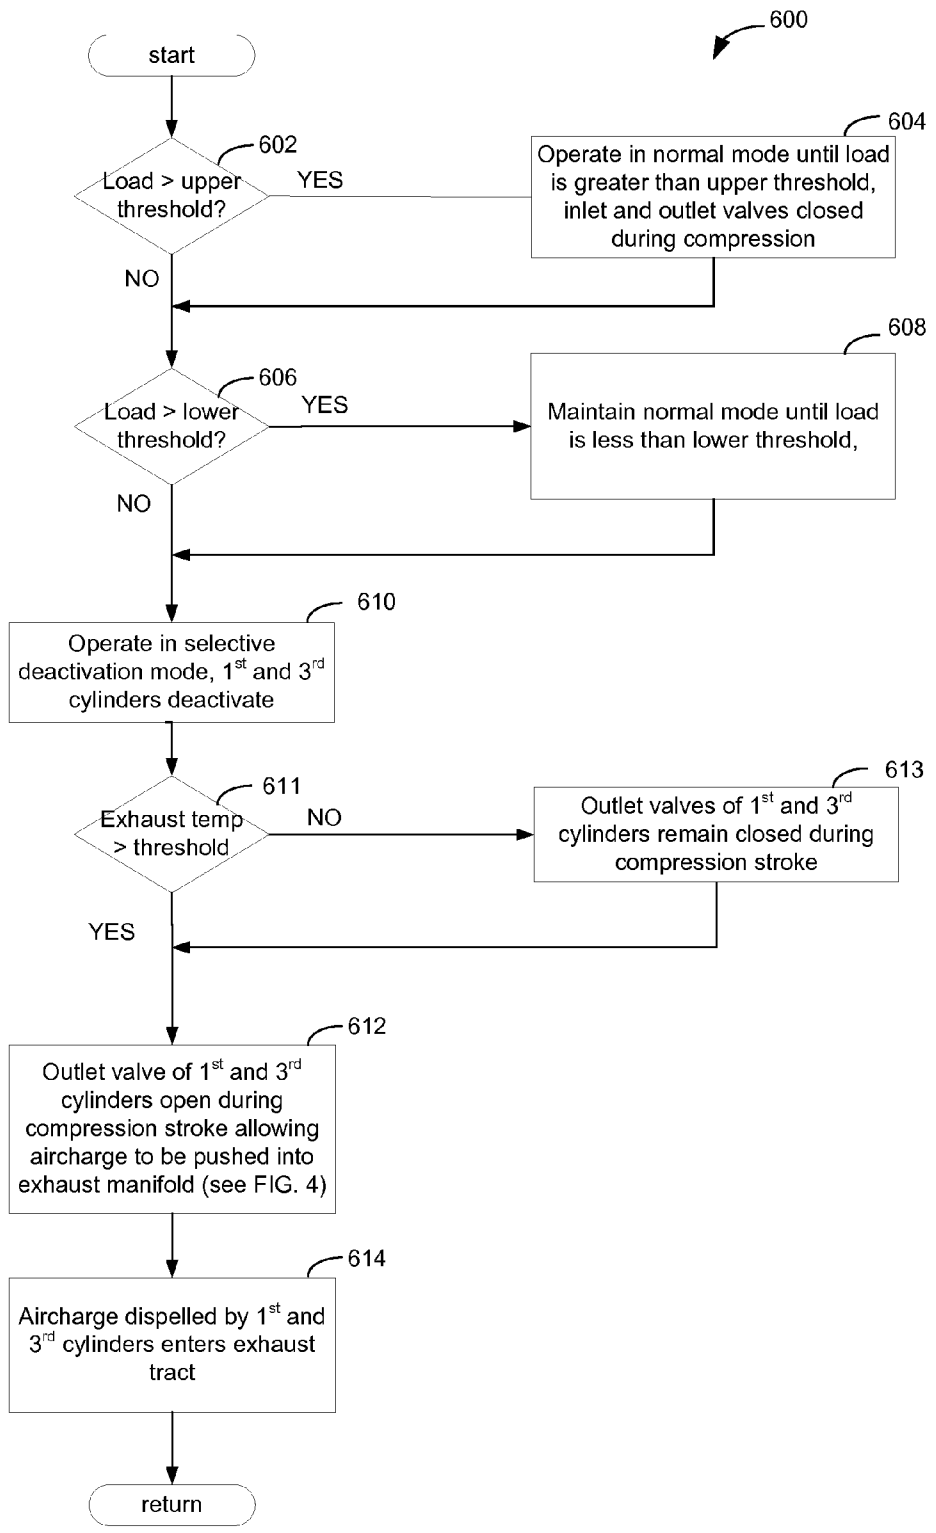 600
start
602
Load > upper
threshold?
YES
NO
604
Operate in normal mode until load
is greater than upper threshold,
inlet and outlet valves closed
during compression
606
Load > lower
threshold?
YES
NO
608
Maintain normal mode until load
is less than lower threshold,
610
Operate in selective
deactivation mode, 1st and 3rd
cylinders deactivate
611
Exhaust temp
> threshold
NO
YES
613
Outlet valves of 1st and 3rd
cylinders remain closed during
compression stroke
612
Outlet valve of 1st and 3rd
cylinders open during
compression stroke allowing
aircharge to be pushed into
exhaust manifold (see FIG. 4)
614
Aircharge dispelled by 1st and
3rd cylinders enters exhaust
tract
return